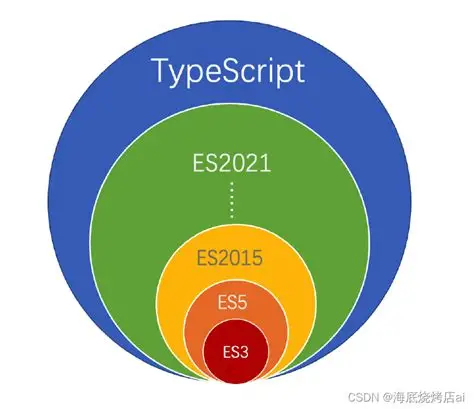 TypeScript
ES2021
ES2015
ES5
ES3
CSDN @海底烧烤店ai